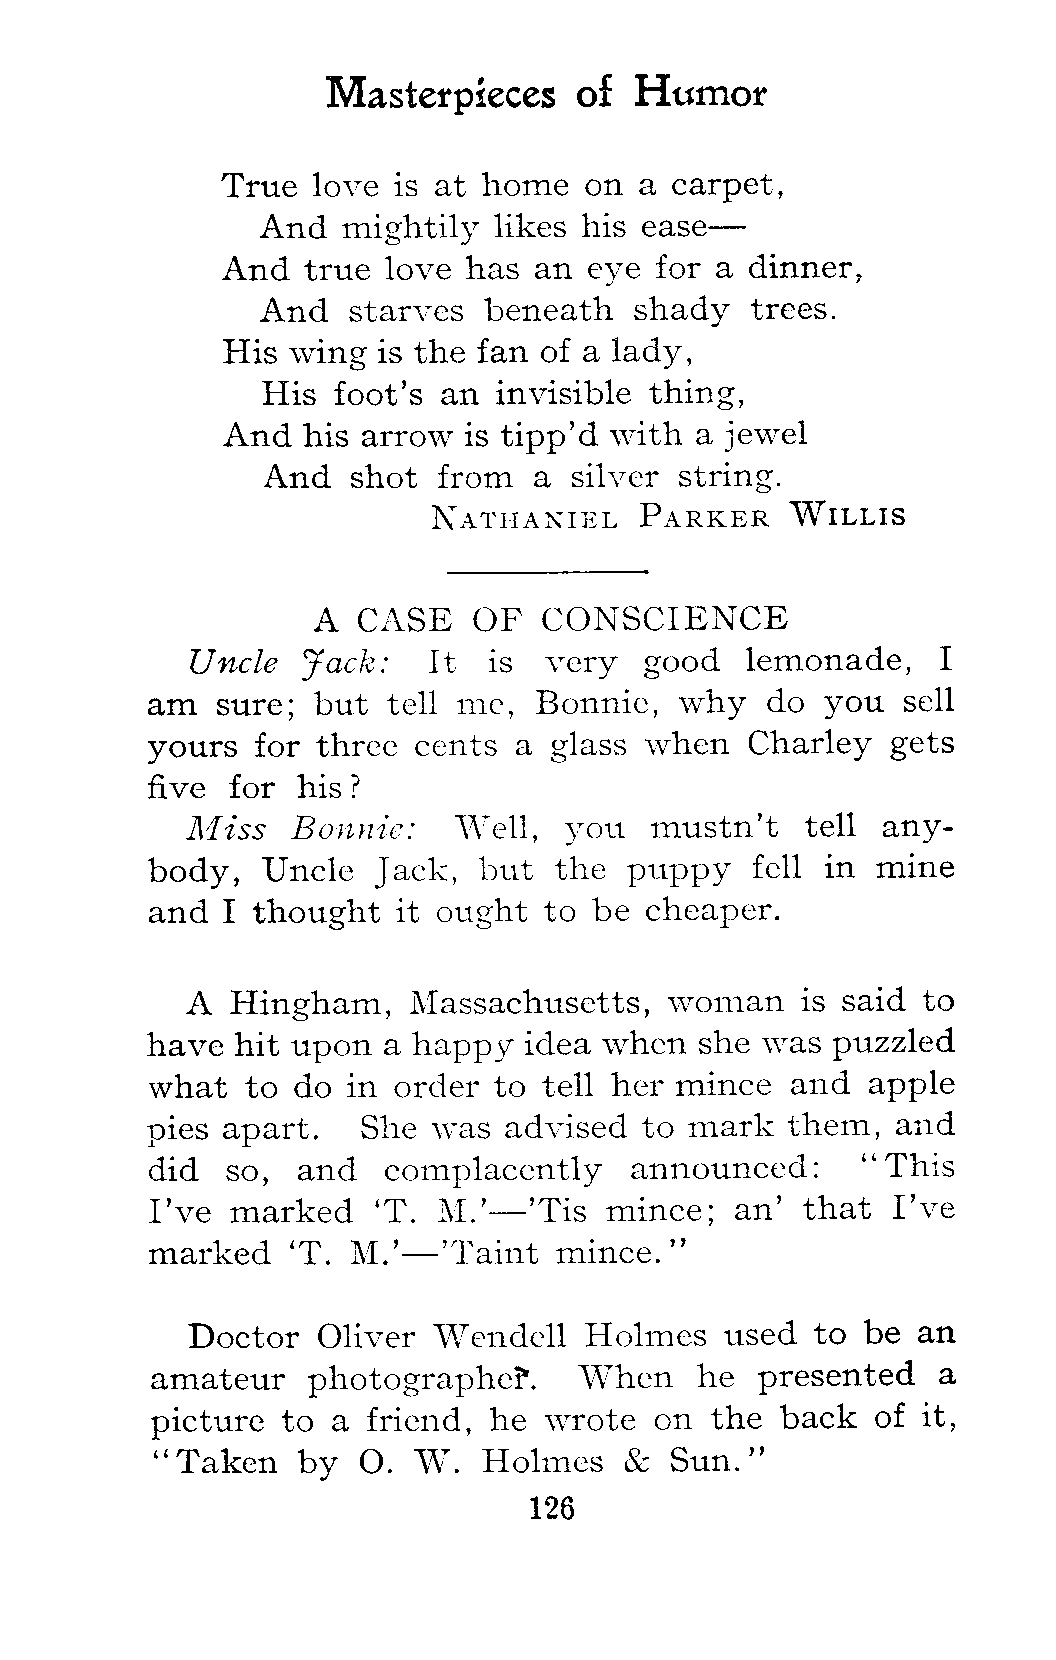 Masterpieces of Humor
True love is at home on a carpet,
And mightily likes his ease—
And true love has an eye for a dinner,
And starves beneath shady trees.
His wing is the fan of a lady,
His foot's an invisible thing,
And his arrow is tipp'd with a jewel
And shot from a silver string.
NATHANIEL PARKER WILLIS
A CASE OF CONSCIENCE
Uncle Jack: It is very good lemonade, I
am sure; but tell me, Bonnie, why do you sell
yours for three cents a glass when Charley gets
five for his?
Miss Bonnie: Well, you mustn't tell any-
body, Uncle Jack, but the puppy fell in mine
and I thought it ought to be cheaper.
A Hingham, Massachusetts, woman is said to
have hit upon a happy idea when she was puzzled
what to do in order to tell her mince and apple
pies apart. She was advised to mark them, and
did so, and complacently announced: "This
I've marked 'T. M.'—'Tis mince; an' that I've
marked 'T. M.'—'Taint mince."
Doctor Oliver Wendell Holmes used to be an
amateur photographer. When he presented a
picture to a friend, he wrote on the back of it,
"Taken by O. W. Holmes & Sun."
126